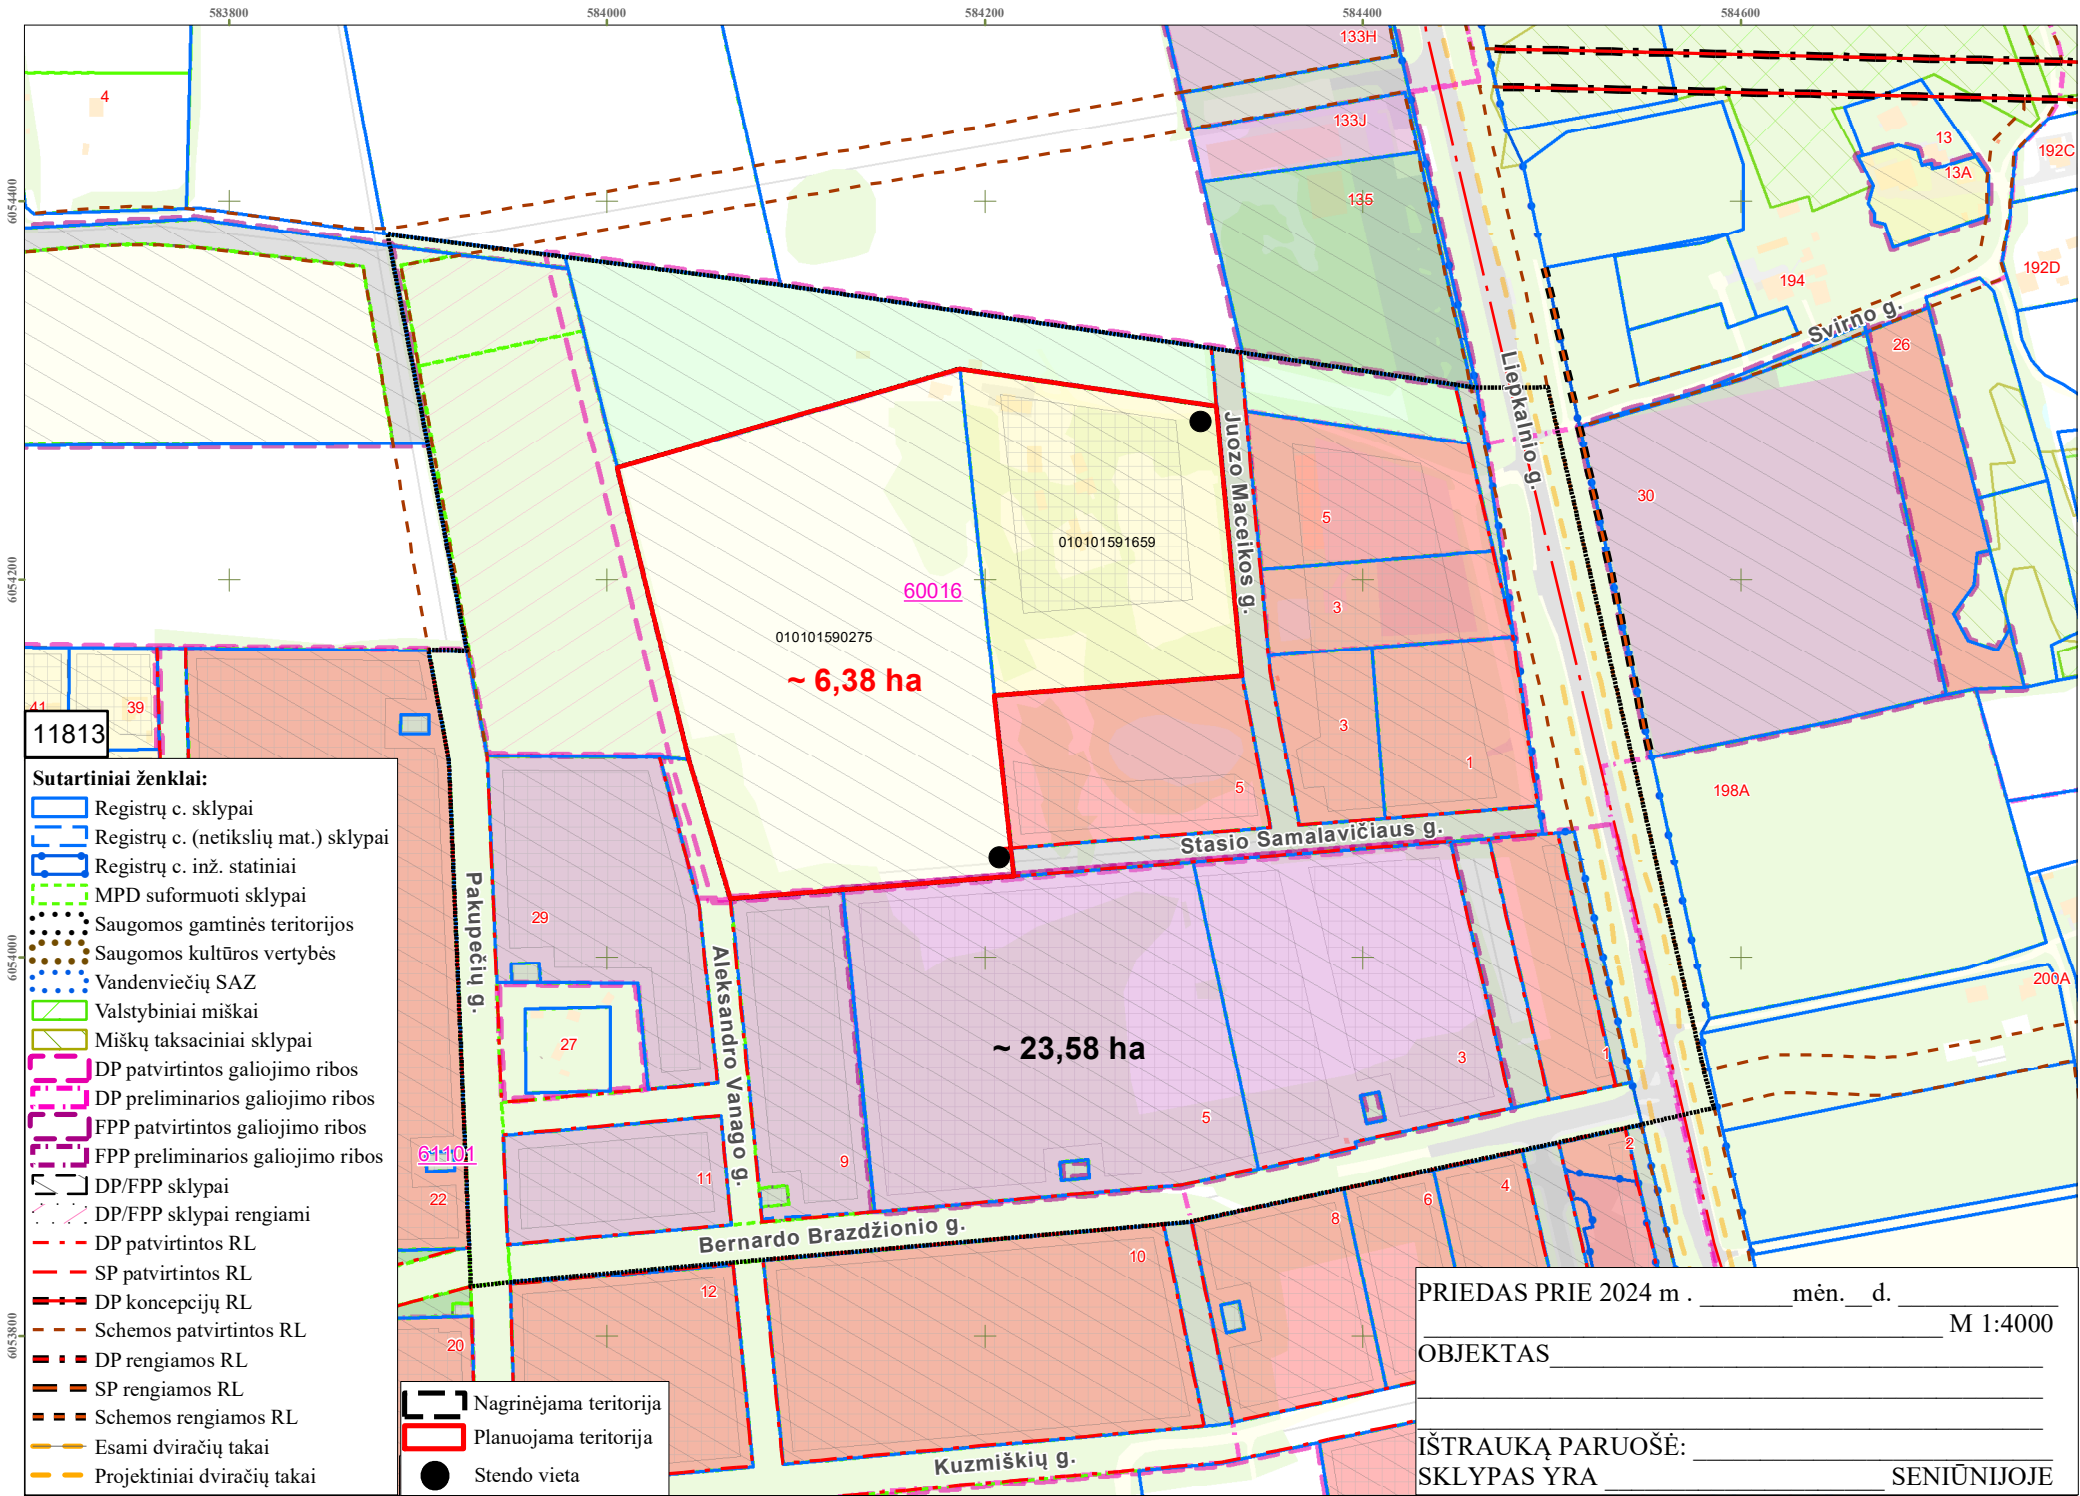 583800
584000
584200
584400
584600
6054400
6054200
6054000
6053800
4
133H
133J
135
13
13A
192C
192D
194
Svirno g.
26
Liepkalnio g.
Juozo Maceikos g.
5
30
010101591659
60016
3
010101590275
~ 6,38 ha
41
39
3
1
5
198A
11813
Stasio Samalavičiaus g.
Pakupečių g.
29
Aleksandro Vanago g.
200A
27
~ 23,58 ha
3
1
5
61101
22
11
9
2
4
6
8
Bernardo Brazdžionio g.
10
12
20
Kuzmiškių g.
Sutartiniai ženklai:
Registrų c. sklypai
Registrų c. (netikslių mat.) sklypai
Registrų c. inž. statiniai
MPD suformuoti sklypai
Saugomos gamtinės teritorijos
Saugomos kultūros vertybės
Vandenviečių SAZ
Valstybiniai miškai
Miškų taksaciniai sklypai
DP patvirtintos galiojimo ribos
DP preliminarios galiojimo ribos
FPP patvirtintos galiojimo ribos
FPP preliminarios galiojimo ribos
DP/FPP sklypai
DP/FPP sklypai rengiami
DP patvirtintos RL
SP patvirtintos RL
DP koncepcijų RL
Schemos patvirtintos RL
DP rengiamos RL
SP rengiamos RL
Schemos rengiamos RL
Esami dviračių takai
Projektiniai dviračių takai
Nagrinėjama teritorija
Planuojama teritorija
Stendo vieta
PRIEDAS PRIE 2024 m . _______mėn.__d. ____________
_______________________________________ M 1:4000
OBJEKTAS_____________________________________
IŠTRAUKĄ PARUOŠĖ: ___________________________
SKLYPAS YRA _____________________ SENIŪNIJOJE